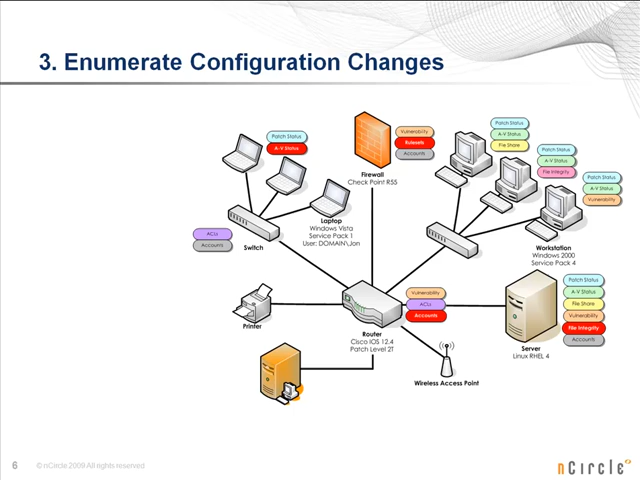 3. Enumerate Configuration Changes
Patch Status
A-V Status
Laptop
Windows Vista
Service Pack 1
User: DOMAIN\Jon
ACLs
Accounts
Switch
Vulnerability
Rulesets
Accounts
Firewall
Check Point R55
Patch Status
A-V Status
File Share
Patch Status
A-V Status
File Integrity
Patch Status
A-V Status
Vulnerability
Workstation
Windows 2000
Service Pack 4
Printer
Vulnerability
ACLs
Accounts
Router
Cisco IOS 12.4
Patch Level 2T
Wireless Access Point
Patch Status
A-V Status
File Share
Vulnerability
File Integrity
Accounts
Server
Linux RHEL 4
6
© nCircle 2009 All rights reserved
nCircle